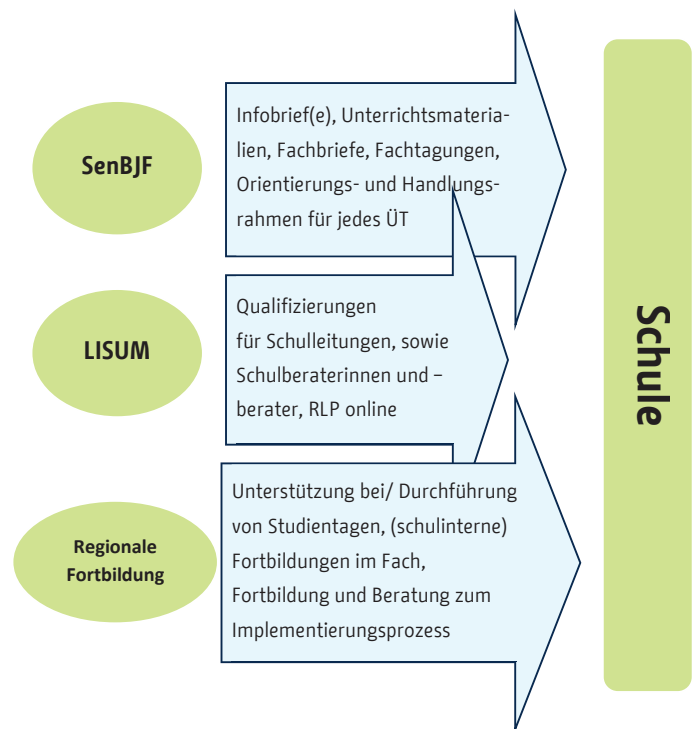 SenBJF
Infobrief(e), Unterrichtsmateria-
lien, Fachbriefe, Fachtagungen,
Orientierungs- und Handlungs-
rahmen für jedes ÜT
LISUM
Qualifizierungen
für Schulleitungen, sowie
Schulberaterinnen und –
berater, RLP online
Regionale
Fortbildung
Unterstützung bei/ Durchführung
von Studientagen, (schulinterne)
Fortbildungen im Fach,
Fortbildung und Beratung zum
Implementierungsprozess
Schule